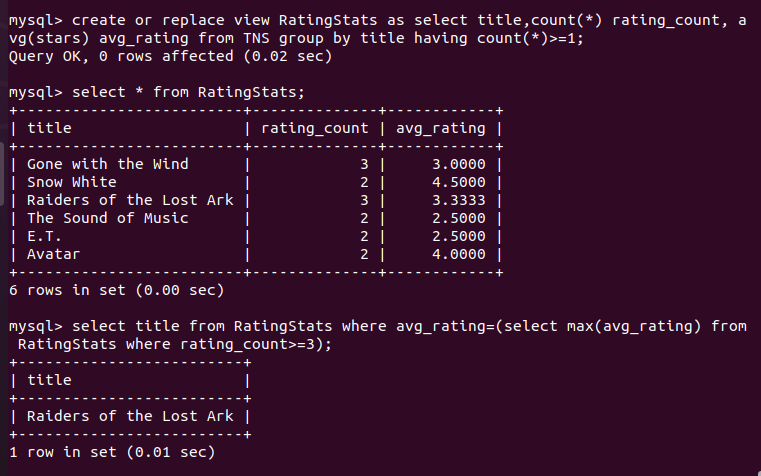 mysql> create or replace view RatingStats as select title,count(*) rating_count, a
vg(stars) avg_rating from TNS group by title having count(*)>=1;
Query OK, 0 rows affected (0.02 sec)
mysql> select * from RatingStats;
+-------------------------+--------------+------------+
| title                   | rating_count | avg_rating |
+-------------------------+--------------+------------+
| Gone with the Wind      |            3 |     3.0000 |
| Snow White              |            2 |     4.5000 |
| Raiders of the Lost Ark |            3 |     3.3333 |
| The Sound of Music      |            2 |     2.5000 |
| E.T.                    |            2 |     2.5000 |
| Avatar                  |            2 |     4.0000 |
+-------------------------+--------------+------------+
6 rows in set (0.00 sec)
mysql> select title from RatingStats where avg_rating=(select max(avg_rating) from
 RatingStats where rating_count>=3);
+-------------------------+
| title                   |
+-------------------------+
| Raiders of the Lost Ark |
+-------------------------+
1 row in set (0.01 sec)